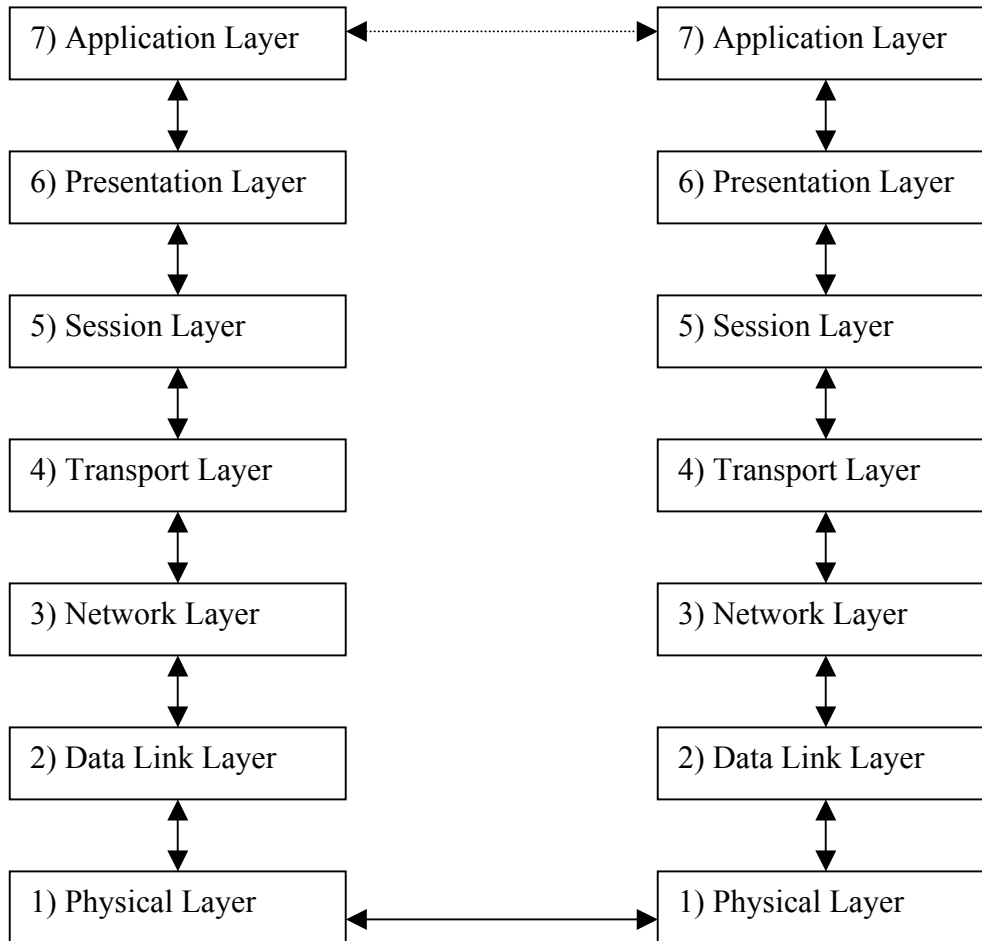 7) Application Layer
7) Application Layer
6) Presentation Layer
6) Presentation Layer
5) Session Layer
5) Session Layer
4) Transport Layer
4) Transport Layer
3) Network Layer
3) Network Layer
2) Data Link Layer
2) Data Link Layer
1) Physical Layer
1) Physical Layer